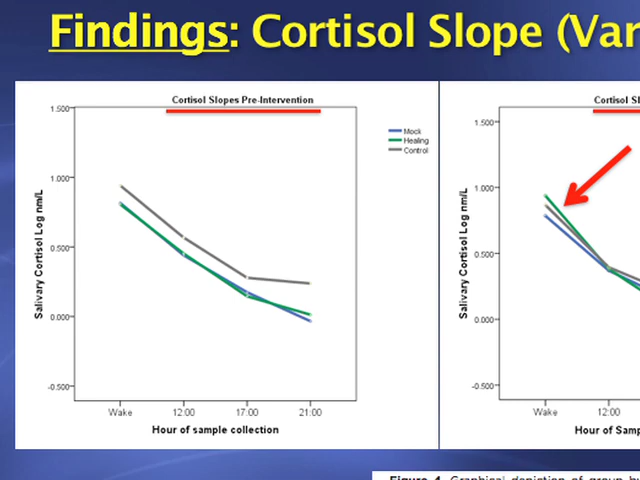 Findings: Cortisol Slope (Var
Cortisol Slopes Pre-Intervention
1.500
1.000
0.500
0.000
-0.500
Salivary Cortisol Log nm/L
Wake 12:00 17:00 21:00
Hour of sample collection
Mock
Healing
Control
Cortisol Sl
1.500
1.000
0.500
0.000
-0.500
Salivary Cortisol Log nm/L
Wake 12:00
Hour of Samp
Figure 4. Graphical depiction of group b